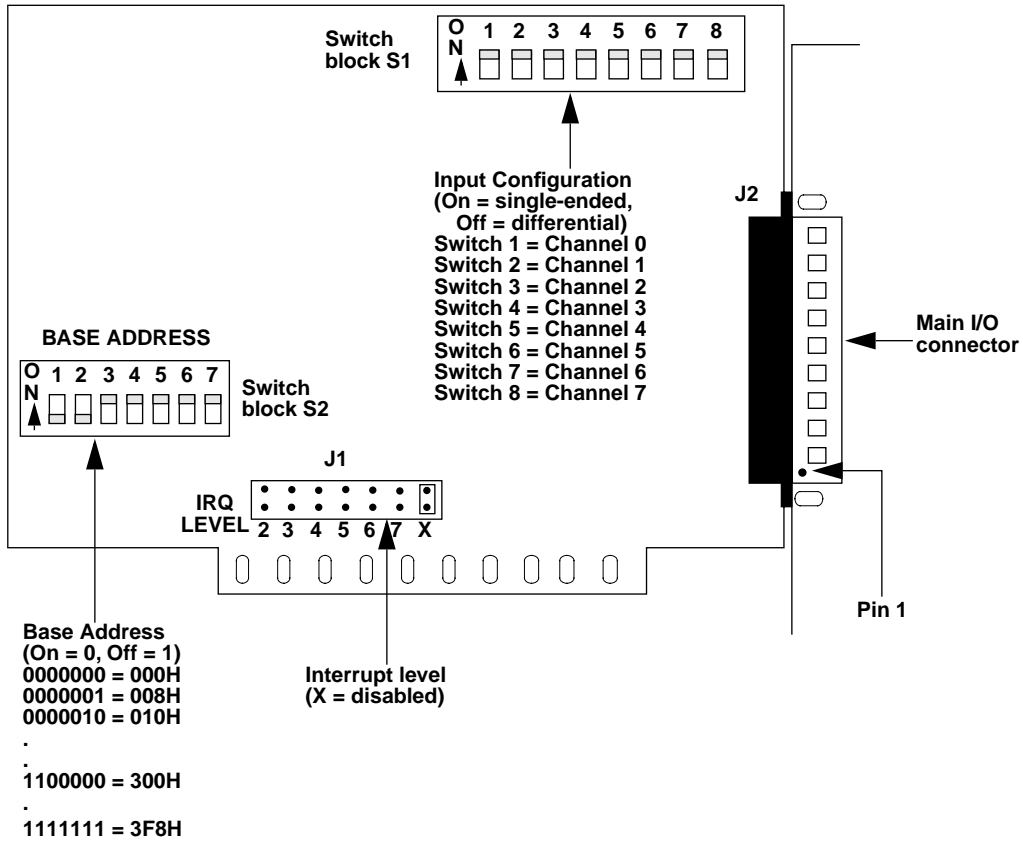 Switch
block S1
O
N
1 2 3 4 5 6 7 8
Input Configuration
(On = single-ended,
Off = differential)
Switch 1 = Channel 0
Switch 2 = Channel 1
Switch 3 = Channel 2
Switch 4 = Channel 3
Switch 5 = Channel 4
Switch 6 = Channel 5
Switch 7 = Channel 6
Switch 8 = Channel 7
J2
Main I/O
connector
Pin 1
BASE ADDRESS
O
N
1 2 3 4 5 6 7
Switch
block S2
J1
IRQ
LEVEL
2 3 4 5 6 7 X
Base Address
(On = 0, Off = 1)
0000000 = 000H
0000001 = 008H
0000010 = 010H
.
.
1100000 = 300H
.
1111111 = 3F8H
Interrupt level
(X = disabled)